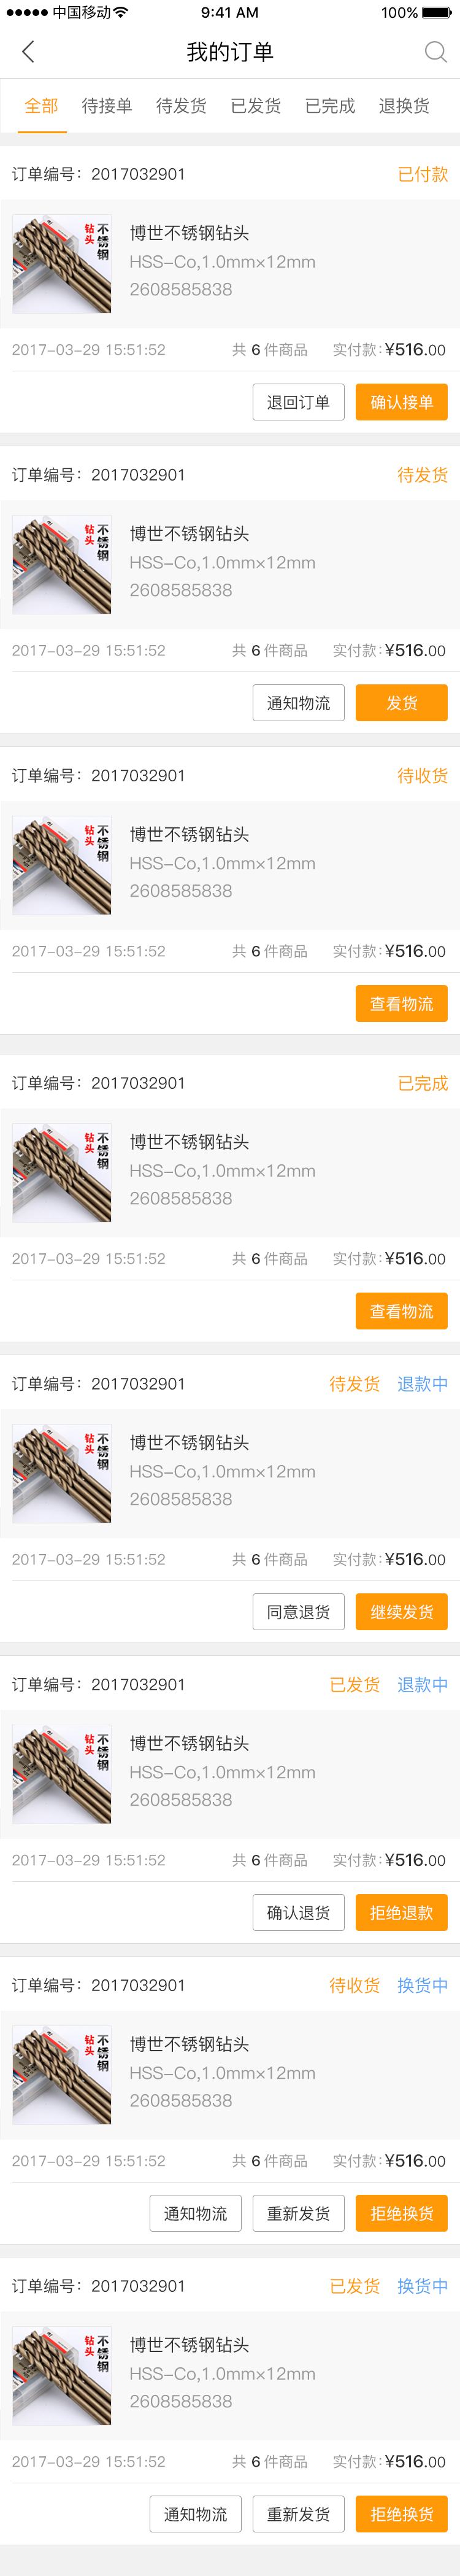 中国移动 9:41 AM 100%
我的订单
全部 待接单 待发货 已发货 已完成 退换货
订单编号：2017032901 已付款
不锈钢
钻头
博世不锈钢钻头
HSS-Co,1.0mm×12mm
2608585838
2017-03-29 15:51:52 共 6 件商品 实付款：¥516.00
退回订单 确认接单
订单编号：2017032901 待发货
不锈钢
钻头
博世不锈钢钻头
HSS-Co,1.0mm×12mm
2608585838
2017-03-29 15:51:52 共 6 件商品 实付款：¥516.00
通知物流 发货
订单编号：2017032901 待收货
不锈钢
钻头
博世不锈钢钻头
HSS-Co,1.0mm×12mm
2608585838
2017-03-29 15:51:52 共 6 件商品 实付款：¥516.00
查看物流
订单编号：2017032901 已完成
不锈钢
钻头
博世不锈钢钻头
HSS-Co,1.0mm×12mm
2608585838
2017-03-29 15:51:52 共 6 件商品 实付款：¥516.00
查看物流
订单编号：2017032901 待发货 退款中
不锈钢
钻头
博世不锈钢钻头
HSS-Co,1.0mm×12mm
2608585838
2017-03-29 15:51:52 共 6 件商品 实付款：¥516.00
同意退货 继续发货
订单编号：2017032901 已发货 退款中
不锈钢
钻头
博世不锈钢钻头
HSS-Co,1.0mm×12mm
2608585838
2017-03-29 15:51:52 共 6 件商品 实付款：¥516.00
确认退货 拒绝退款
订单编号：2017032901 待收货 换货中
不锈钢
钻头
博世不锈钢钻头
HSS-Co,1.0mm×12mm
2608585838
2017-03-29 15:51:52 共 6 件商品 实付款：¥516.00
通知物流 重新发货 拒绝换货
订单编号：2017032901 已发货 换货中
不锈钢
钻头
博世不锈钢钻头
HSS-Co,1.0mm×12mm
2608585838
2017-03-29 15:51:52 共 6 件商品 实付款：¥516.00
通知物流 重新发货 拒绝换货